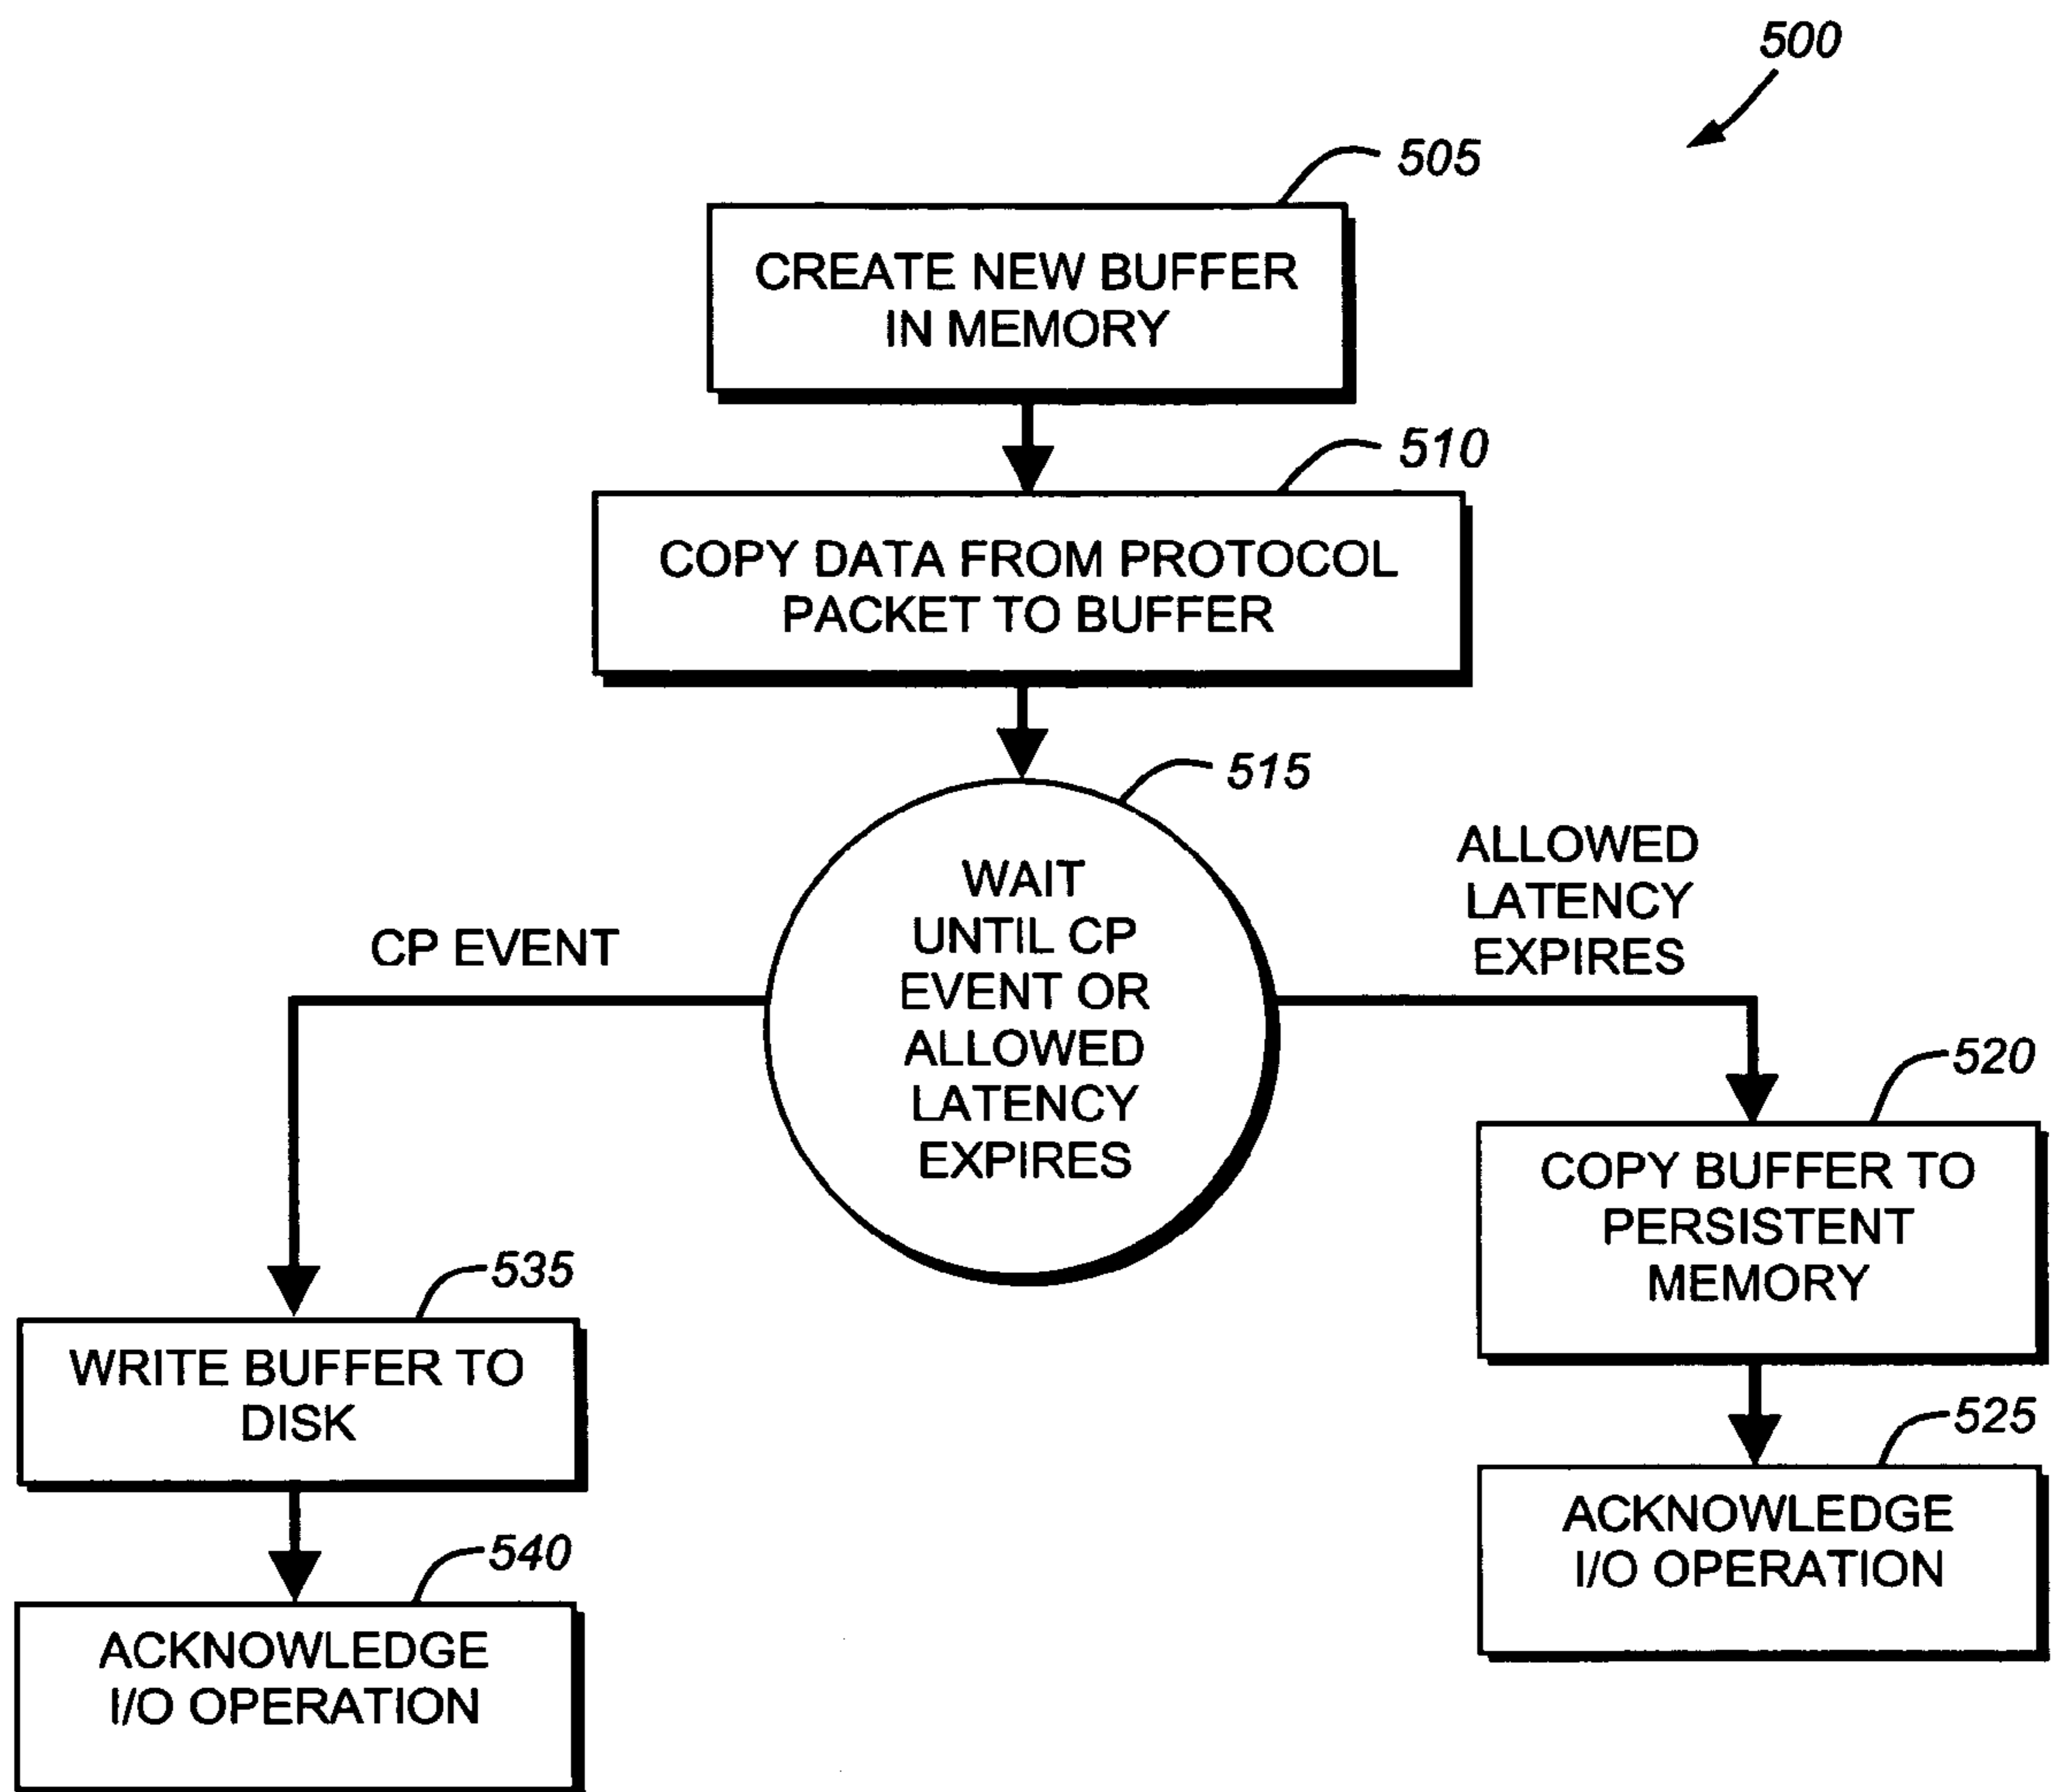 500
505
CREATE NEW BUFFER
IN MEMORY
510
COPY DATA FROM PROTOCOL
PACKET TO BUFFER
515
WAIT
UNTIL CP
EVENT OR
ALLOWED
LATENCY
EXPIRES
CP EVENT
ALLOWED
LATENCY
EXPIRES
520
COPY BUFFER TO
PERSISTENT
MEMORY
525
ACKNOWLEDGE
I/O OPERATION
535
WRITE BUFFER TO
DISK
540
ACKNOWLEDGE
I/O OPERATION